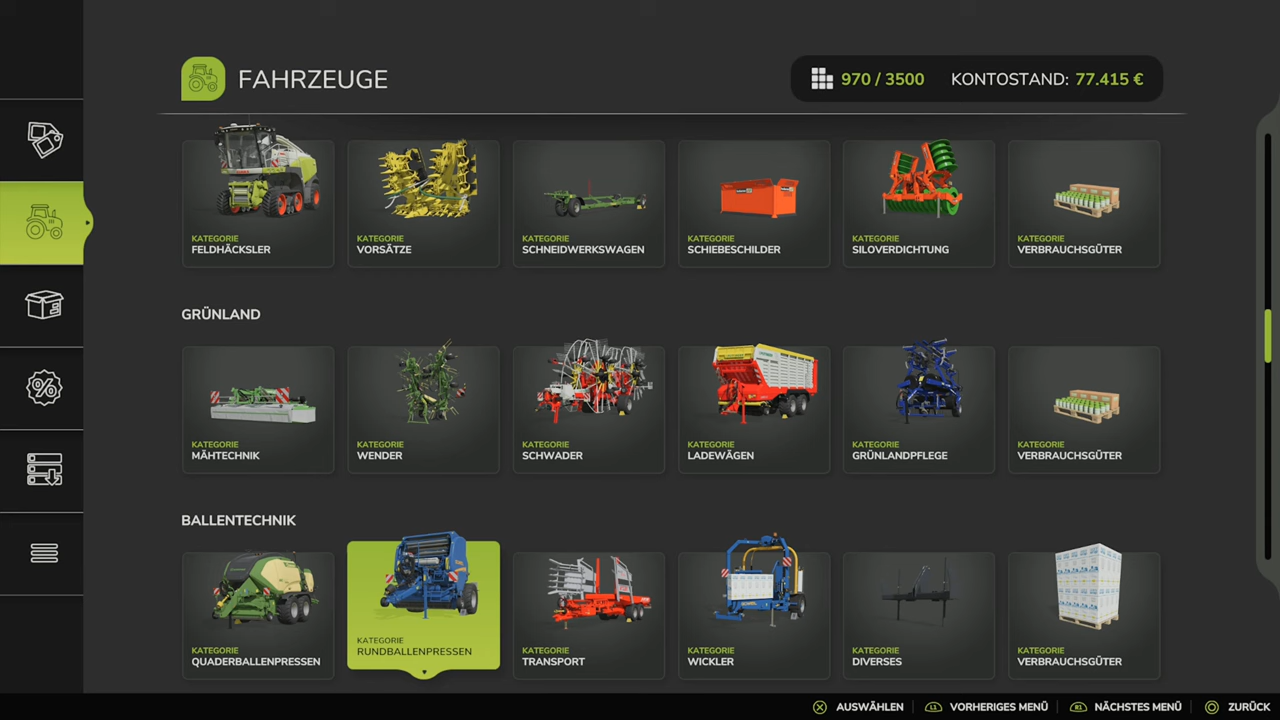 FAHRZEUGE
970 / 3500
KONTOSTAND: 77.415 €
KATEGORIE
FELDHÄCKSLER
KATEGORIE
VORSÄTZE
KATEGORIE
SCHNEIDWERKSWAGEN
KATEGORIE
SCHIEBESCHILDER
KATEGORIE
SILOVERDICHTUNG
KATEGORIE
VERBRAUCHSGÜTER
GRÜNLAND
KATEGORIE
MÄHTECHNIK
KATEGORIE
WENDER
KATEGORIE
SCHWADER
KATEGORIE
LADEWÄGEN
KATEGORIE
GRÜNLANDPFLEGE
KATEGORIE
VERBRAUCHSGÜTER
BALLENTECHNIK
KATEGORIE
QUADERBALLENPRESSEN
KATEGORIE
RUNDBALLENPRESSEN
KATEGORIE
TRANSPORT
KATEGORIE
WICKLER
KATEGORIE
DIVERSES
KATEGORIE
VERBRAUCHSGÜTER
AUSWÄHLEN
L1 VORHERIGES MENÜ
R1 NÄCHSTES MENÜ
ZURÜCK